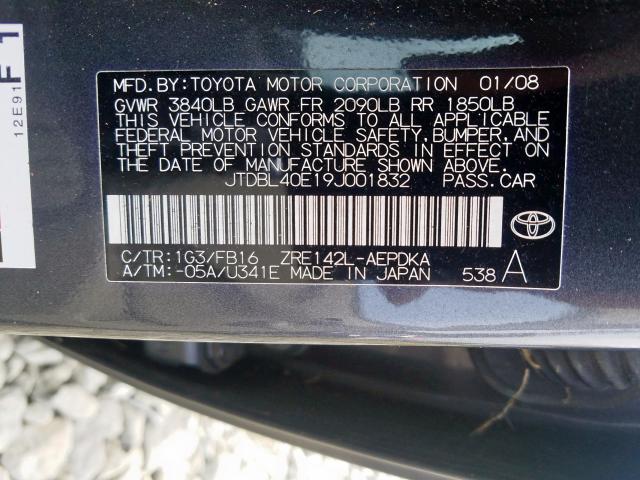 MFD. BY: TOYOTA MOTOR CORPORATION 01/08
GVWR 3840LB GAWR FR 2090LB RR 1850LB
THIS VEHICLE CONFORMS TO ALL APPLICABLE
FEDERAL MOTOR VEHICLE SAFETY, BUMPER, AND
THEFT PREVENTION STANDARDS IN EFFECT ON
THE DATE OF MANUFACTURE SHOWN ABOVE.
JTDBL40E19J001832 PASS. CAR
C/TR: 1G3/FB16 ZRE142L-AEPDKA
A/TM: -05A/U341E MADE IN JAPAN 538 A
12E91
F1